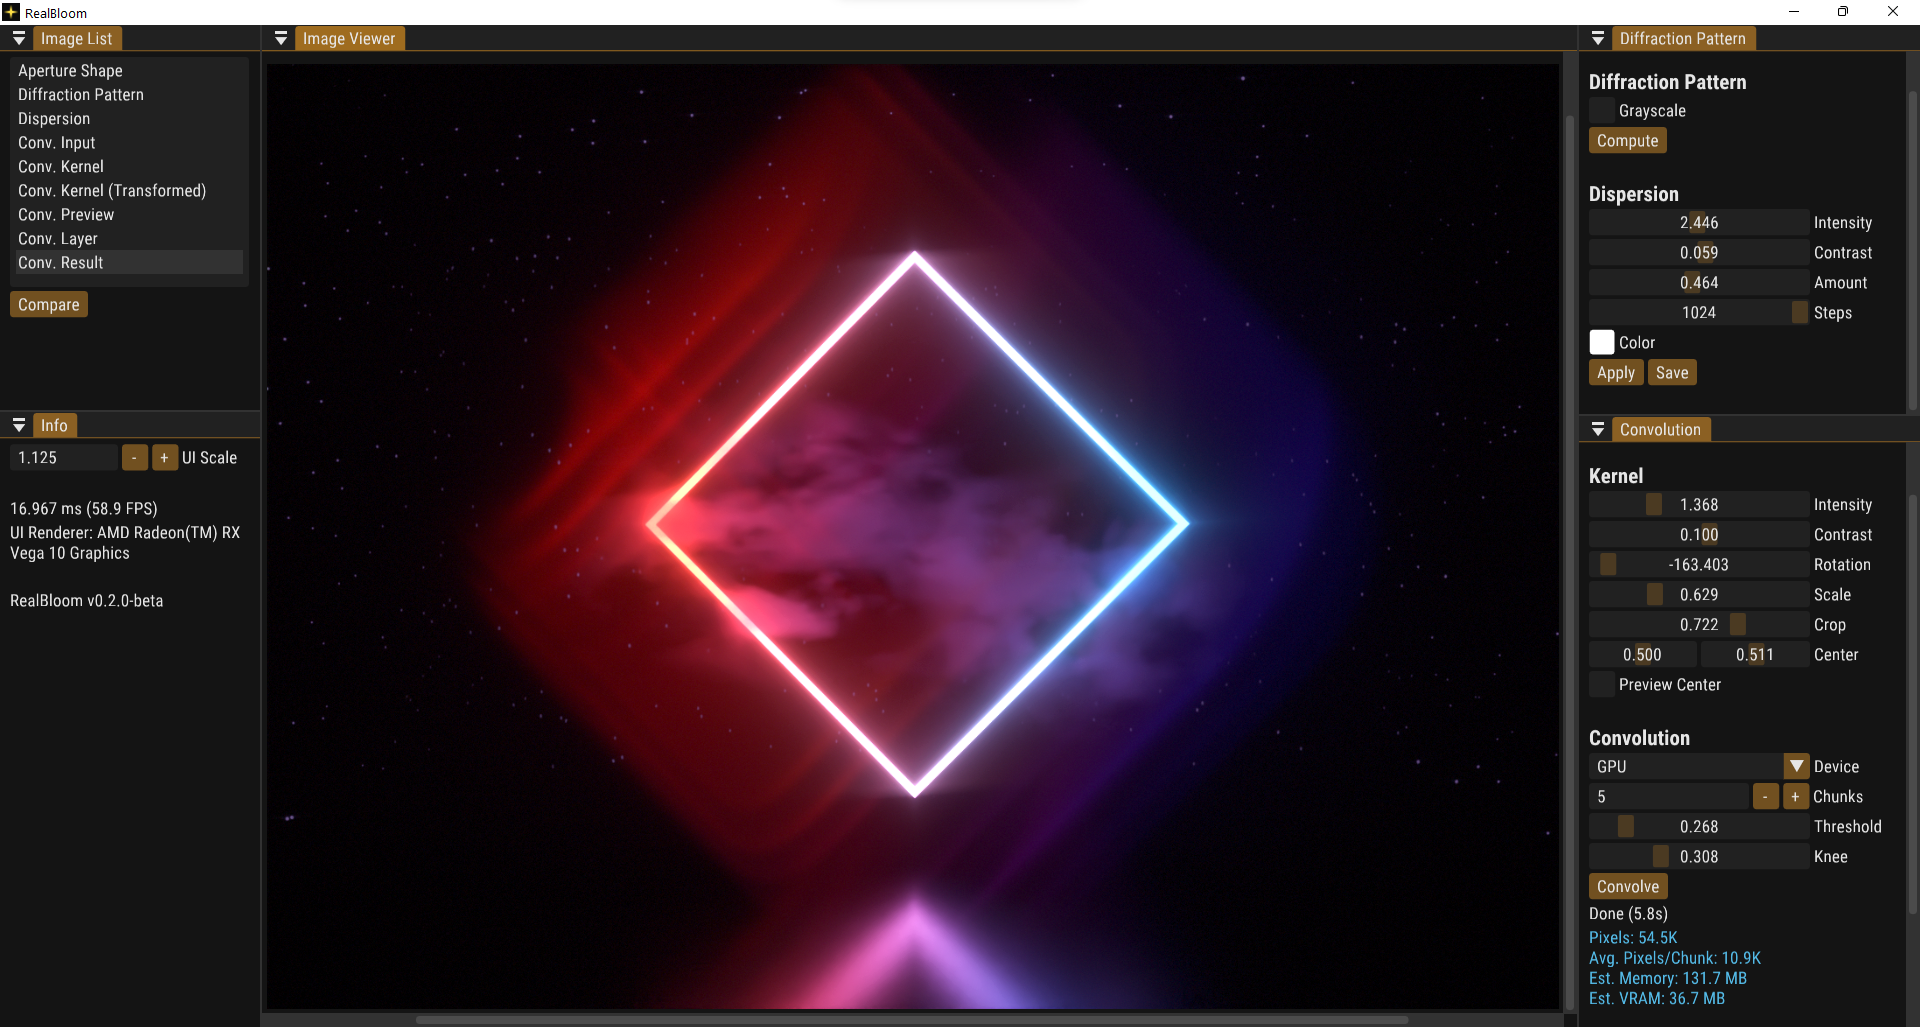 RealBloom
Image List
Aperture Shape
Diffraction Pattern
Dispersion
Conv. Input
Conv. Kernel
Conv. Kernel (Transformed)
Conv. Preview
Conv. Layer
Conv. Result
Compare
Info
1.125 - + UI Scale
16.967 ms (58.9 FPS)
UI Renderer: AMD Radeon(TM) RX
Vega 10 Graphics
RealBloom v0.2.0-beta
Image Viewer
Diffraction Pattern
Diffraction Pattern
Grayscale
Compute
Dispersion
2.446 Intensity
0.059 Contrast
0.464 Amount
1024 Steps
Color
Apply Save
Convolution
Kernel
1.368 Intensity
0.100 Contrast
-163.403 Rotation
0.629 Scale
0.722 Crop
0.500 0.511 Center
Preview Center
Convolution
GPU Device
5 - + Chunks
0.268 Threshold
0.308 Knee
Convolve
Done (5.8s)
Pixels: 54.5K
Avg. Pixels/Chunk: 10.9K
Est. Memory: 131.7 MB
Est. VRAM: 36.7 MB